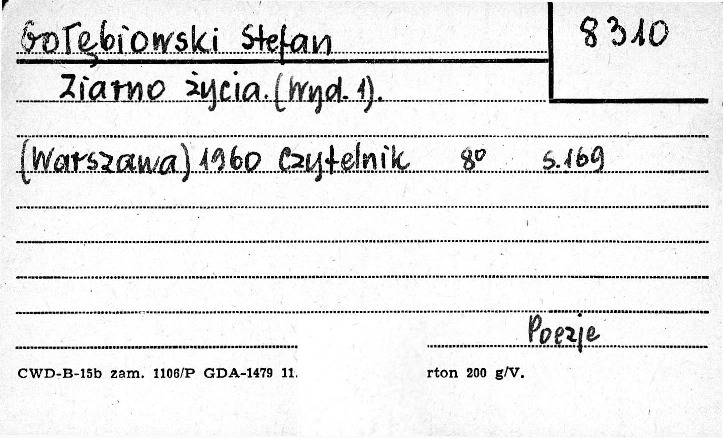 Gołębiowski Stefan
8310
Ziarno życia. (Wyd. 1).
(Warszawa) 1960 Czytelnik 8º s. 169
Poezje
CWD-B-15b zam. 1106/P GDA-1479 11. rton 200 g/V.